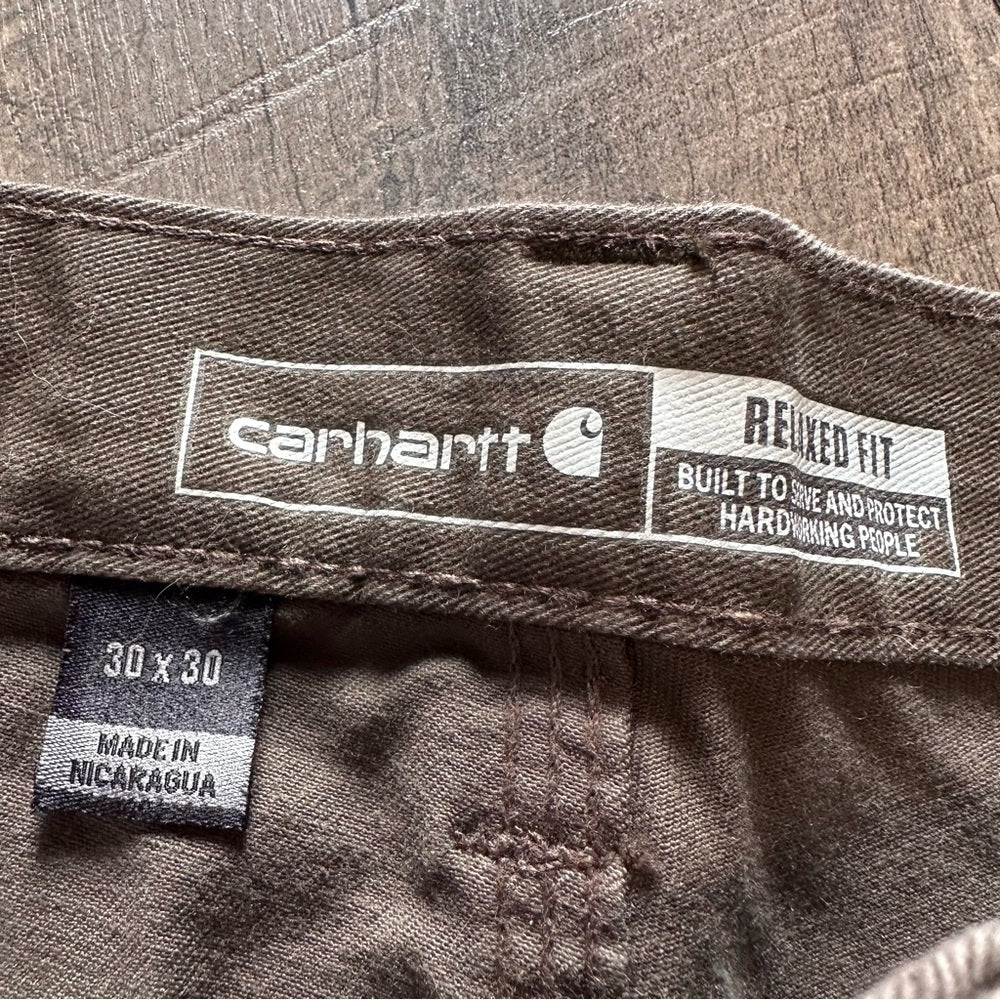 carhartt
RELAXED FIT
BUILT TO SERVE AND PROTECT
HARDWORKING PEOPLE
30 x 30
MADE IN
NICARAGUA